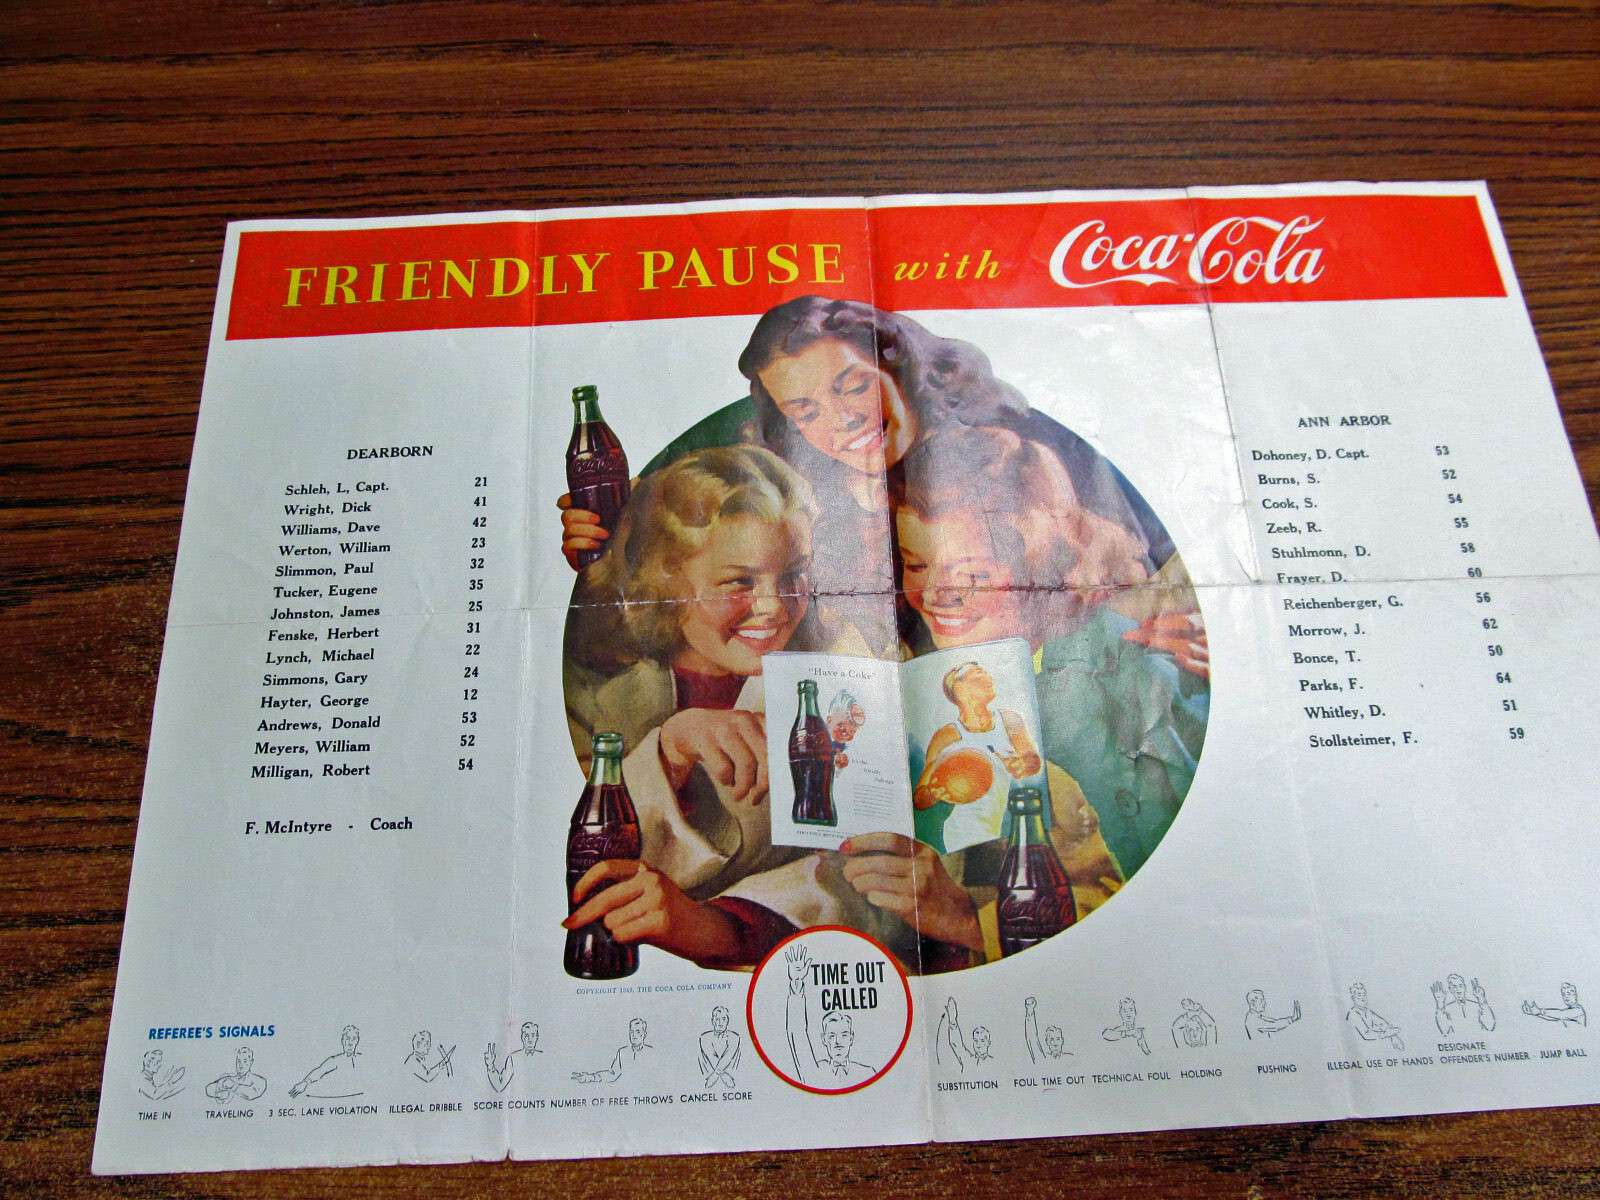 FRIENDLY PAUSE with Coca-Cola
DEARBORN
Schleh, L, Capt. 21
Wright, Dick 41
Williams, Dave 42
Werton, William 23
Slimmon, Paul 32
Tucker, Eugene 35
Johnston, James 25
Fenske, Herbert 31
Lynch, Michael 22
Simmons, Gary 24
Hayter, George 12
Andrews, Donald 53
Meyers, William 52
Milligan, Robert 54
F. McIntyre - Coach
"Have a Coke"
ANN ARBOR
Dohoney, D. Capt. 53
Burns, S. 52
Cook, S. 54
Zeeb, R. 55
Stuhlmonn, D. 58
Frayer, D. 60
Reichenberger, G. 56
Morrow, J. 62
Bonce, T. 50
Parks, F. 64
Whitley, D. 51
Stollsteimer, F. 59
COPYRIGHT 1949, THE COCA COLA COMPANY
TIME OUT
CALLED
REFEREE'S SIGNALS
TIME IN
TRAVELING
3 SEC. LANE VIOLATION
ILLEGAL DRIBBLE
SCORE COUNTS
NUMBER OF FREE THROWS
CANCEL SCORE
SUBSTITUTION
FOUL TIME OUT
TECHNICAL FOUL
HOLDING
PUSHING
ILLEGAL USE OF HANDS
DESIGNATE
OFFENDER'S NUMBER
JUMP BALL